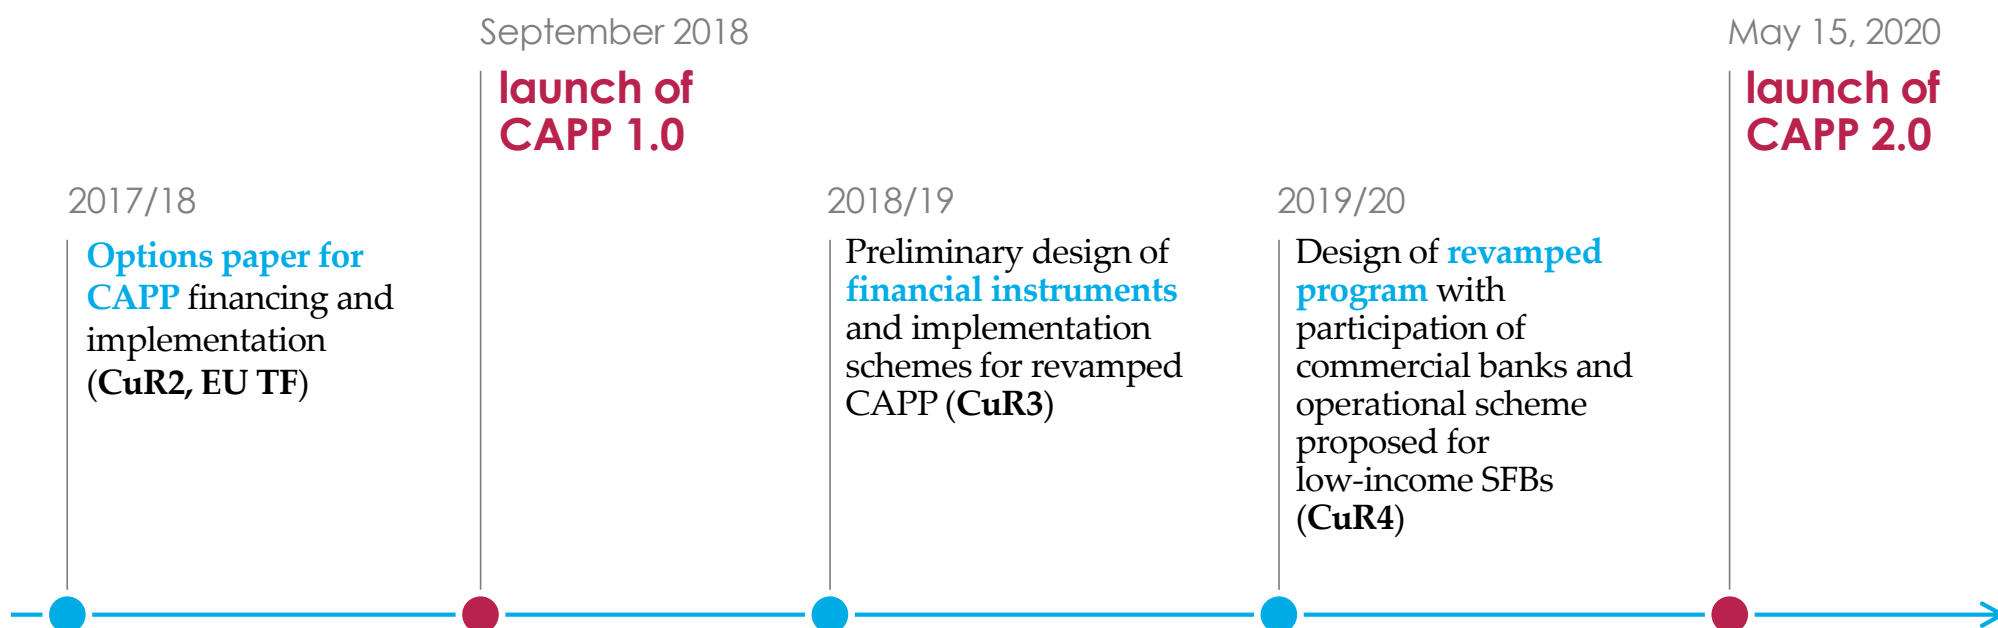 2017/18
Options paper for
CAPP financing and
implementation
(CuR2, EU TF)
September 2018
launch of
CAPP 1.0
2018/19
Preliminary design of
financial instruments
and implementation
schemes for revamped
CAPP (CuR3)
2019/20
Design of revamped
program with
participation of
commercial banks and
operational scheme
proposed for
low-income SFBs
(CuR4)
May 15, 2020
launch of
CAPP 2.0